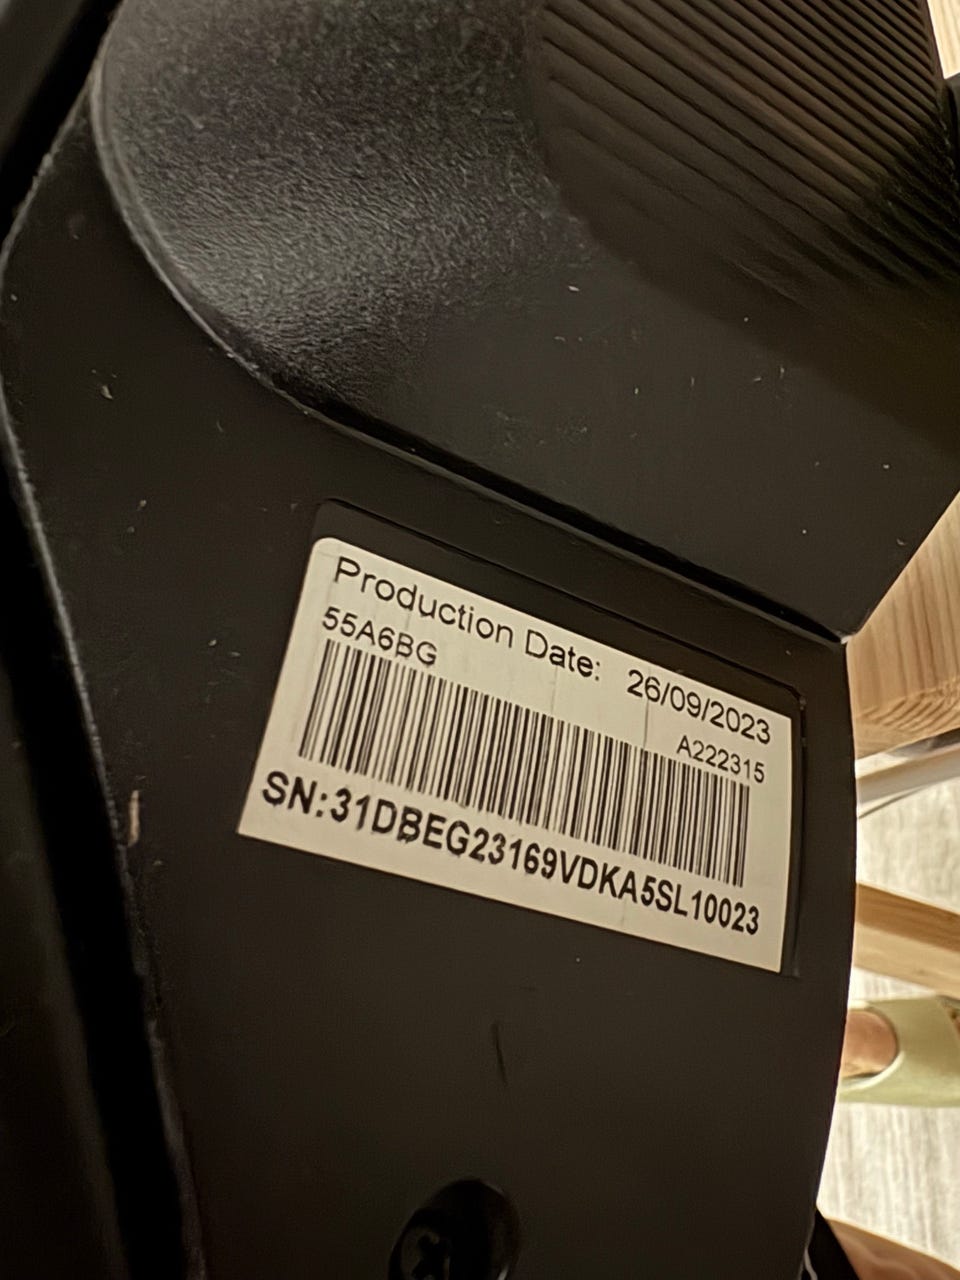 Production Date: 26/09/2023
55A6BG
A222315
SN:31DBEG23169VDKA5SL10023